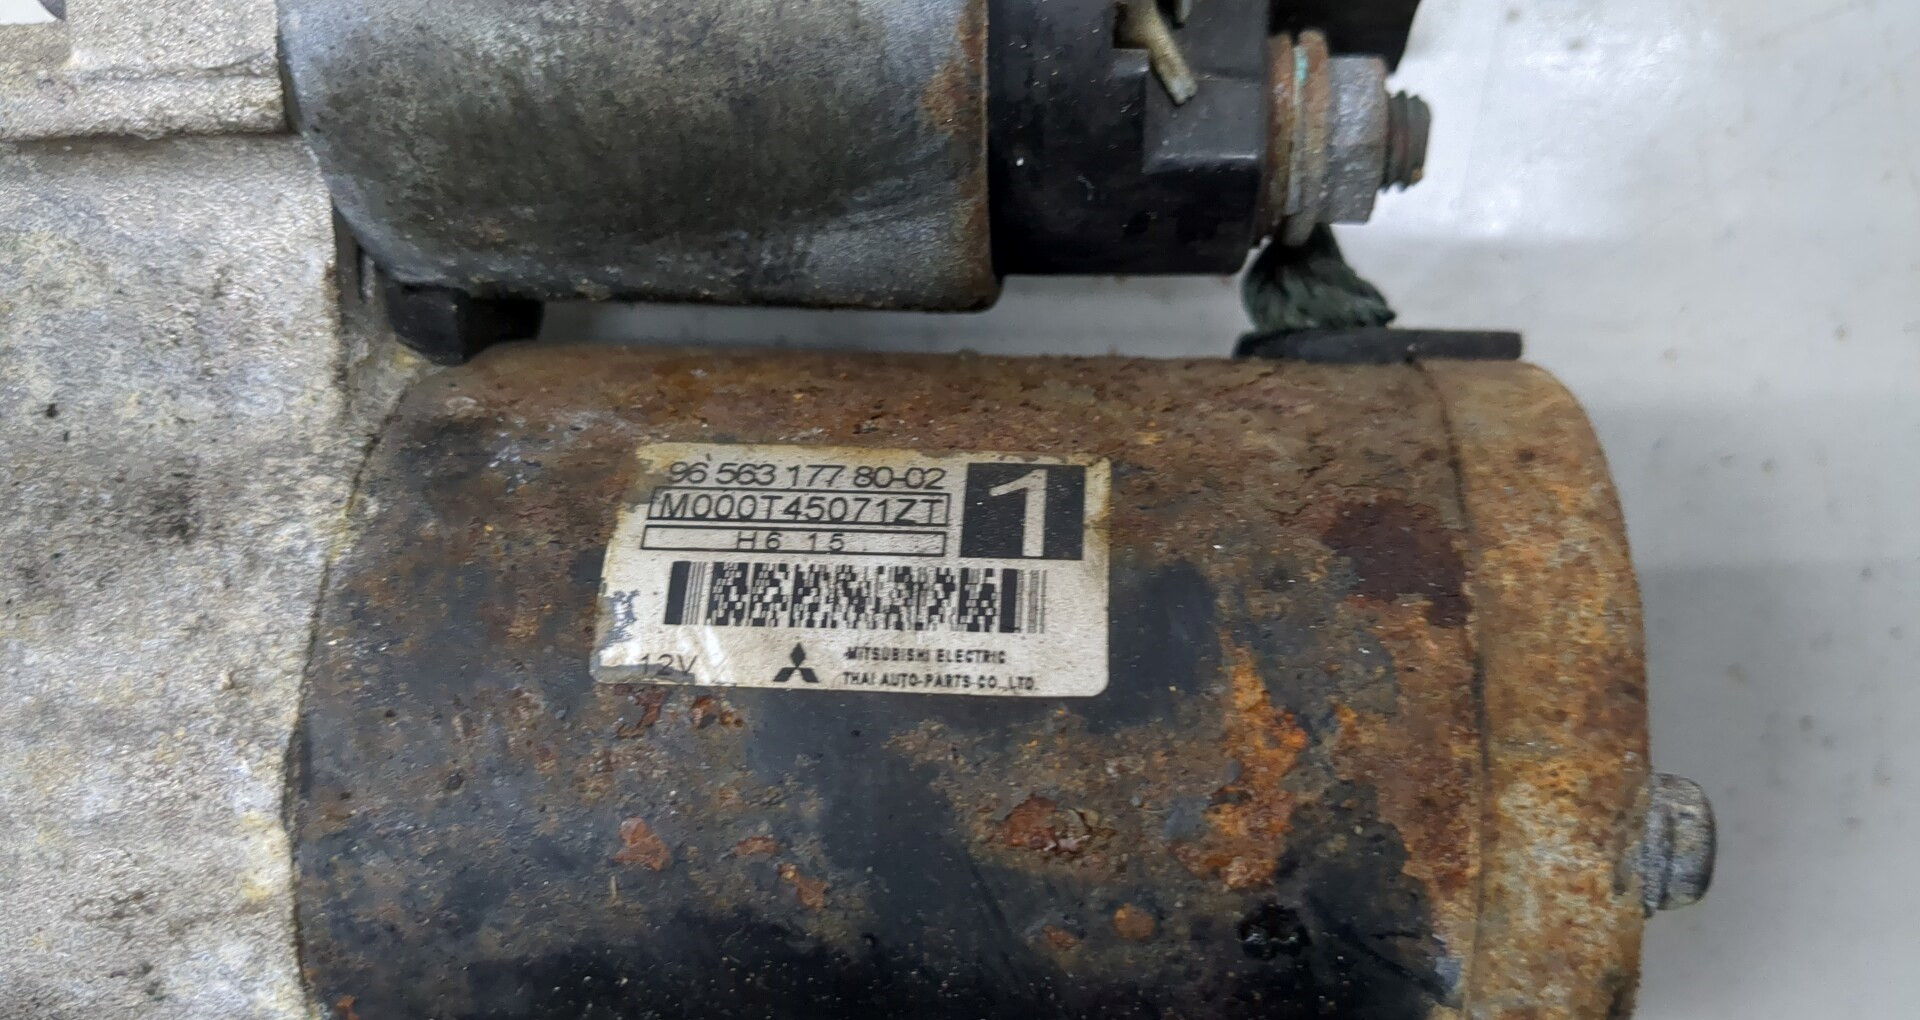 96 563 177 80-02
1
M000T45071ZT
H6 15
12V
MITSUBISHI ELECTRIC
THAI AUTO-PARTS CO.,LTD.